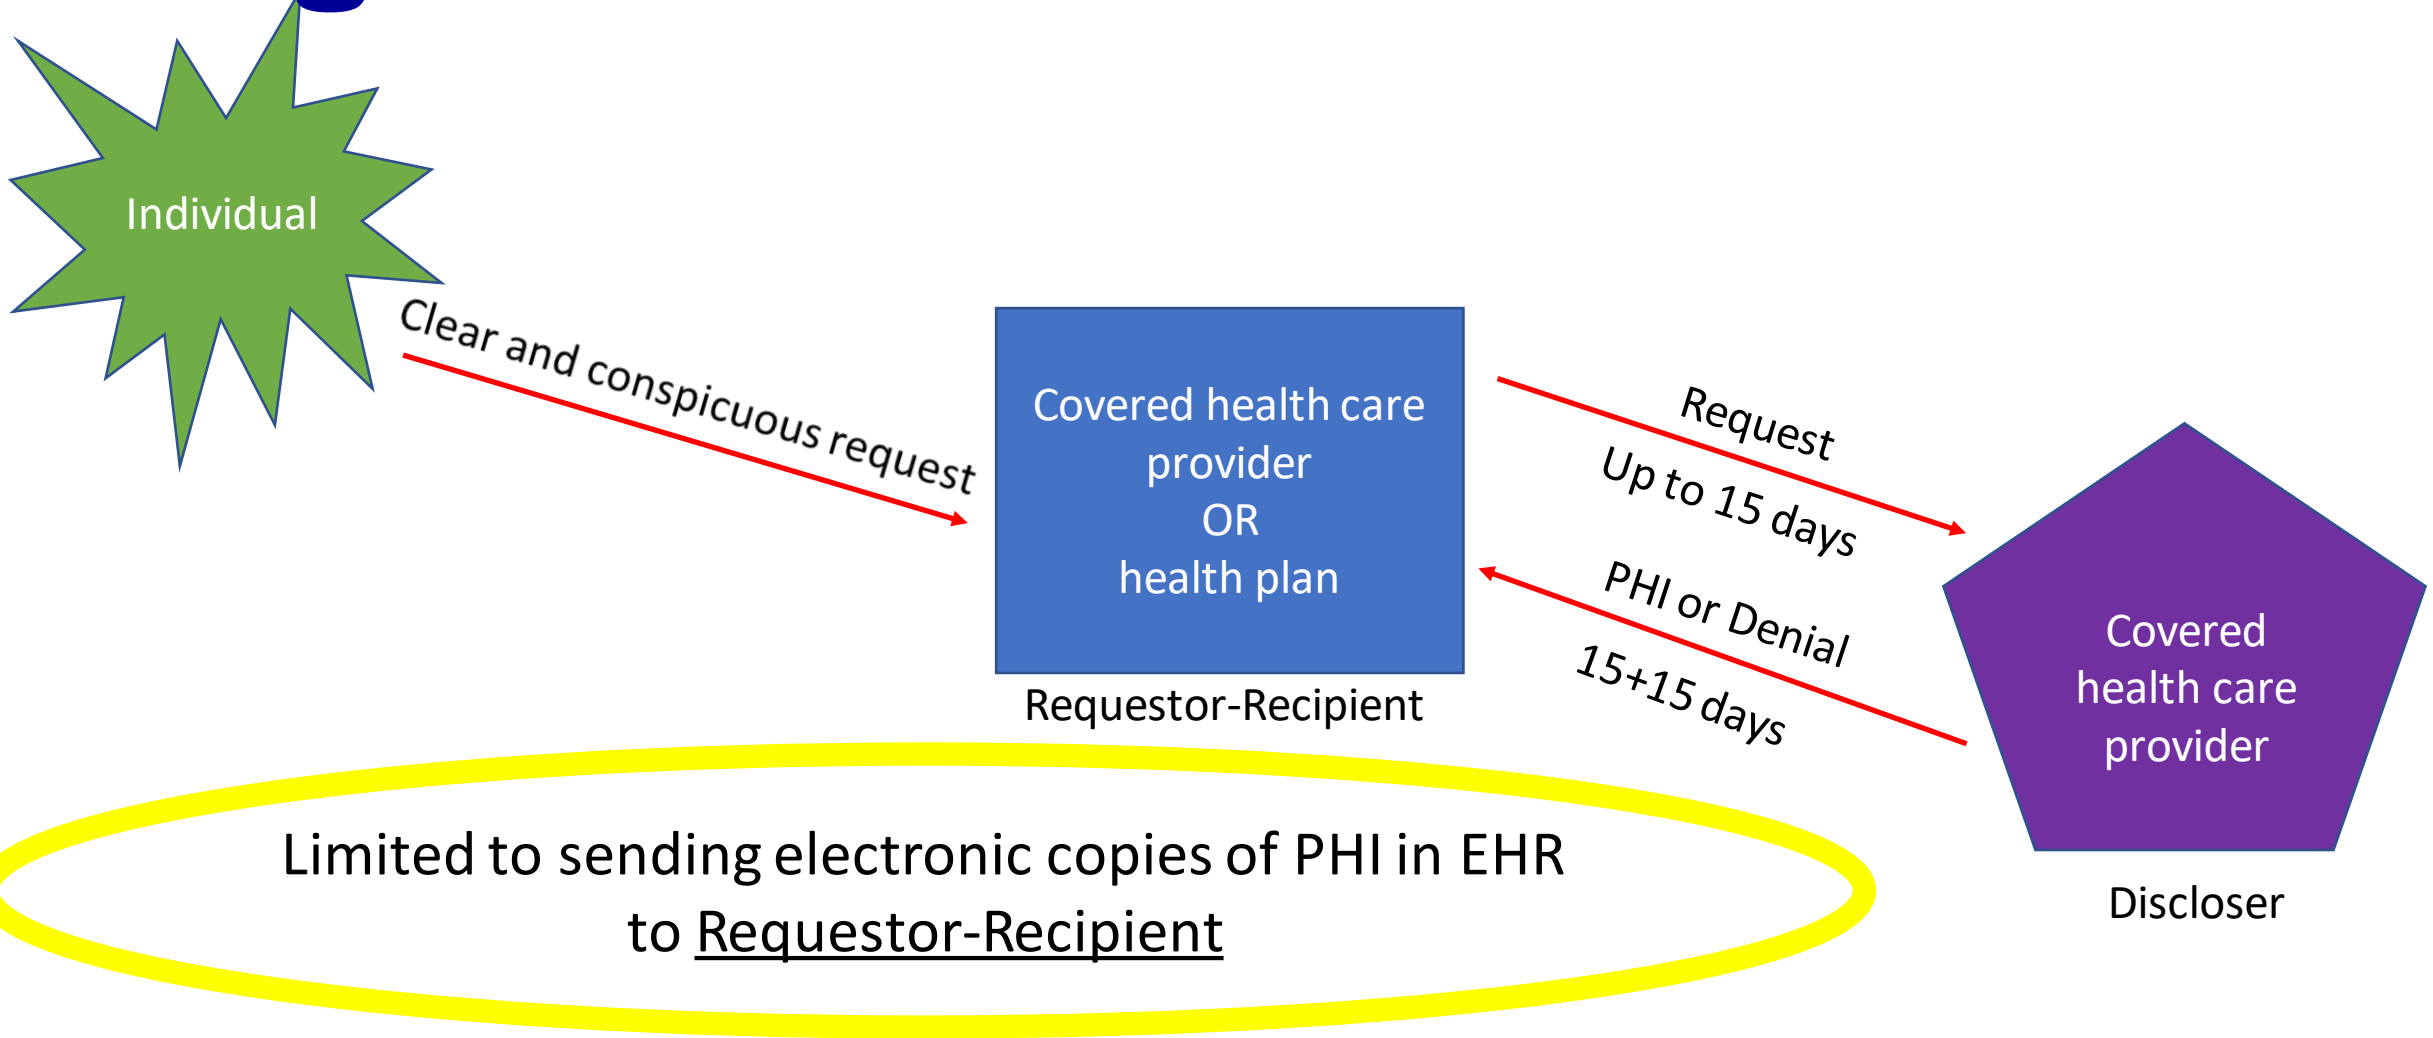 Individual
Clear and conspicuous request
Covered health care
provider
OR
health plan
Requestor-Recipient
Request
Up to 15 days
PHI or Denial
15+15 days
Covered
health care
provider
Discloser
Limited to sending electronic copies of PHI in EHR
to Requestor-Recipient